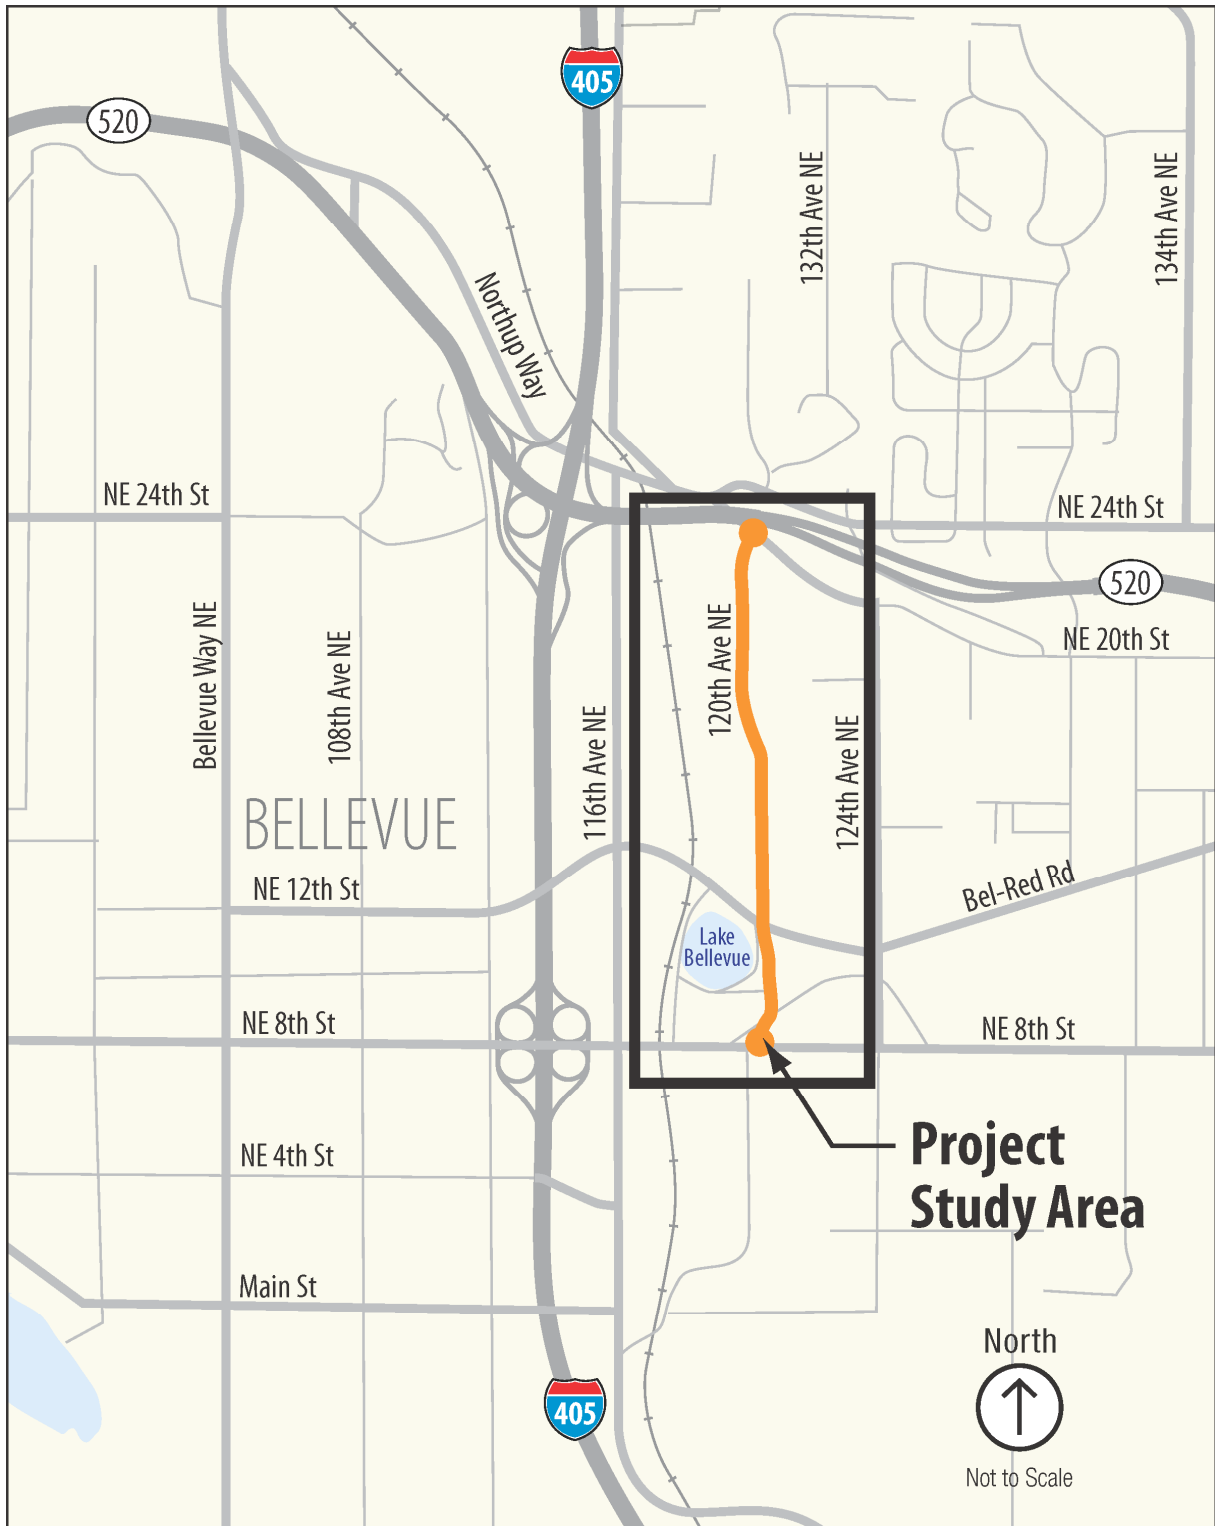 405
520
132th Ave NE
134th Ave NE
Northup Way
NE 24th St
NE 24th St
520
Bellevue Way NE
108th Ave NE
120th Ave NE
NE 20th St
116th Ave NE
124th Ave NE
BELLEVUE
NE 12th St
Bel-Red Rd
Lake
Bellevue
NE 8th St
NE 8th St
Project
Study Area
NE 4th St
Main St
North
405
Not to Scale